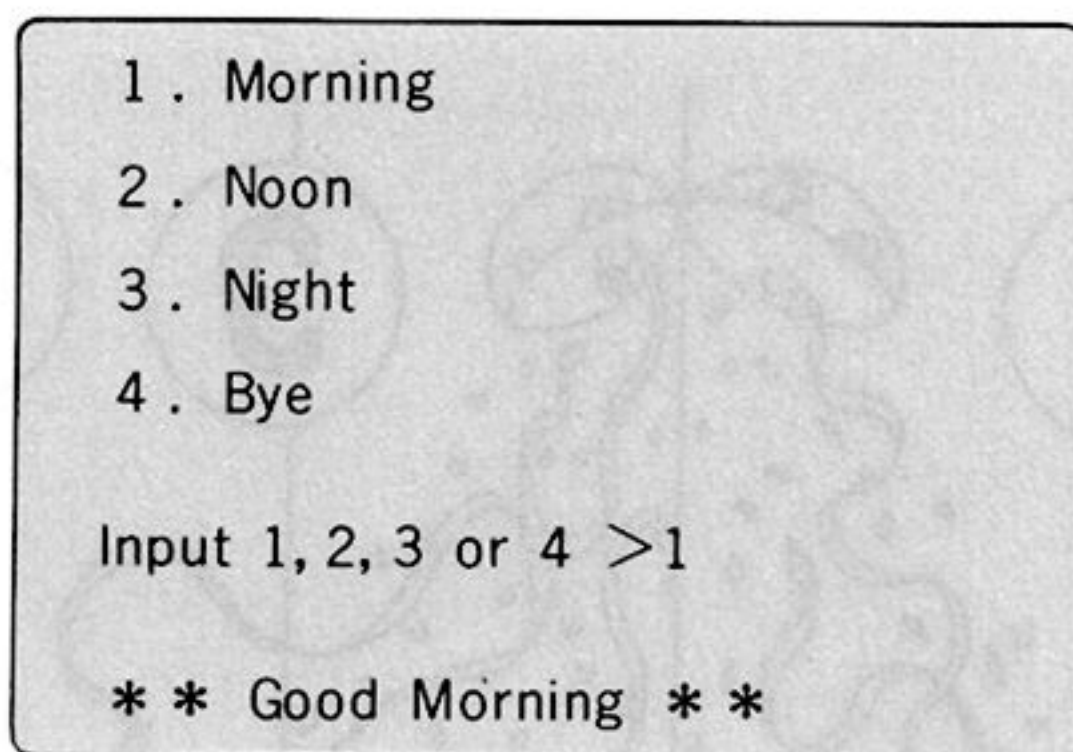 1 . Morning
2 . Noon
3 . Night
4 . Bye
Input 1, 2, 3 or 4 >1
* * Good Morning * *